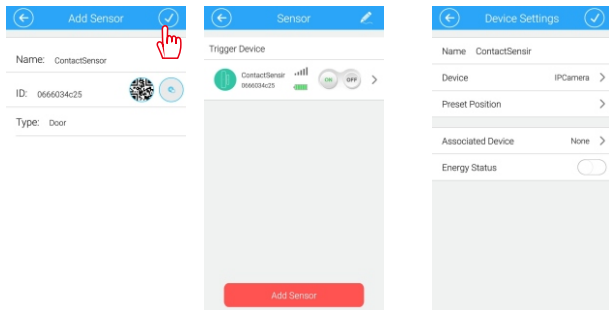 Add Sensor
Name: ContactSensor
ID: 0666034c25
Type: Door
Sensor
Trigger Device
ContactSensir
0666034c25
ON OFF
Add Sensor
Device Settings
Name ContactSensir
Device IPCamera
Preset Position
Associated Device None
Energy Status